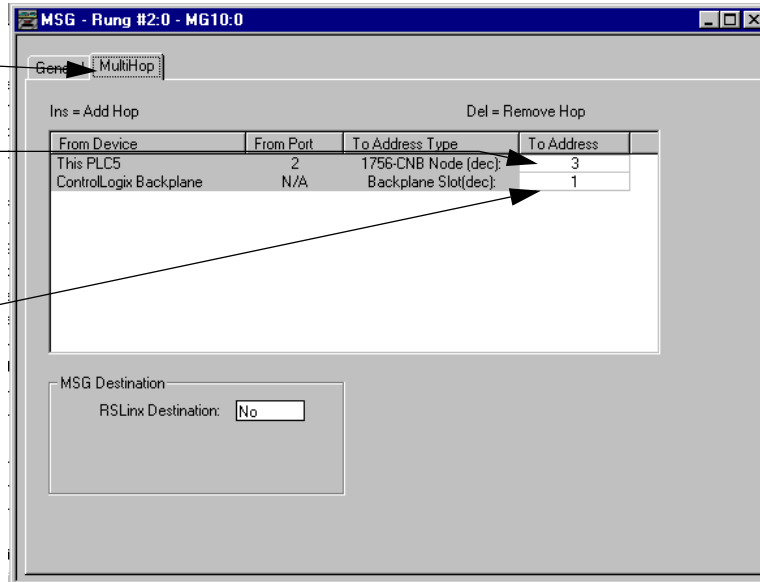 MSG - Rung #2:0 - MG10:0
General MultiHop
Ins = Add Hop Del = Remove Hop
From Device From Port To Address Type To Address
This PLC5 2 1756-CNB Node (dec): 3
ControlLogix Backplane N/A Backplane Slot(dec): 1
MSG Destination
RSLinx Destination: No